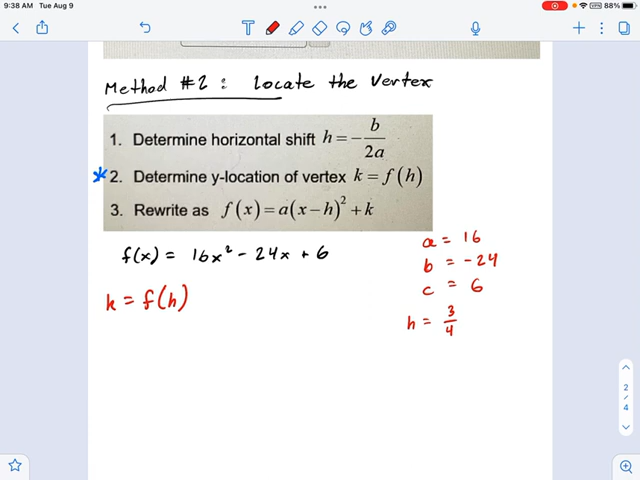 9:38 AM Tue Aug 9
88%
Method #2 : Locate the Vertex
1. Determine horizontal shift h = - b/2a
*2. Determine y-location of vertex k = f(h)
3. Rewrite as f(x) = a(x-h)² + k
f(x) = 16x² - 24x + 6
a = 16
b = -24
c = 6
k = f(h)
h = 3/4
2
/
4